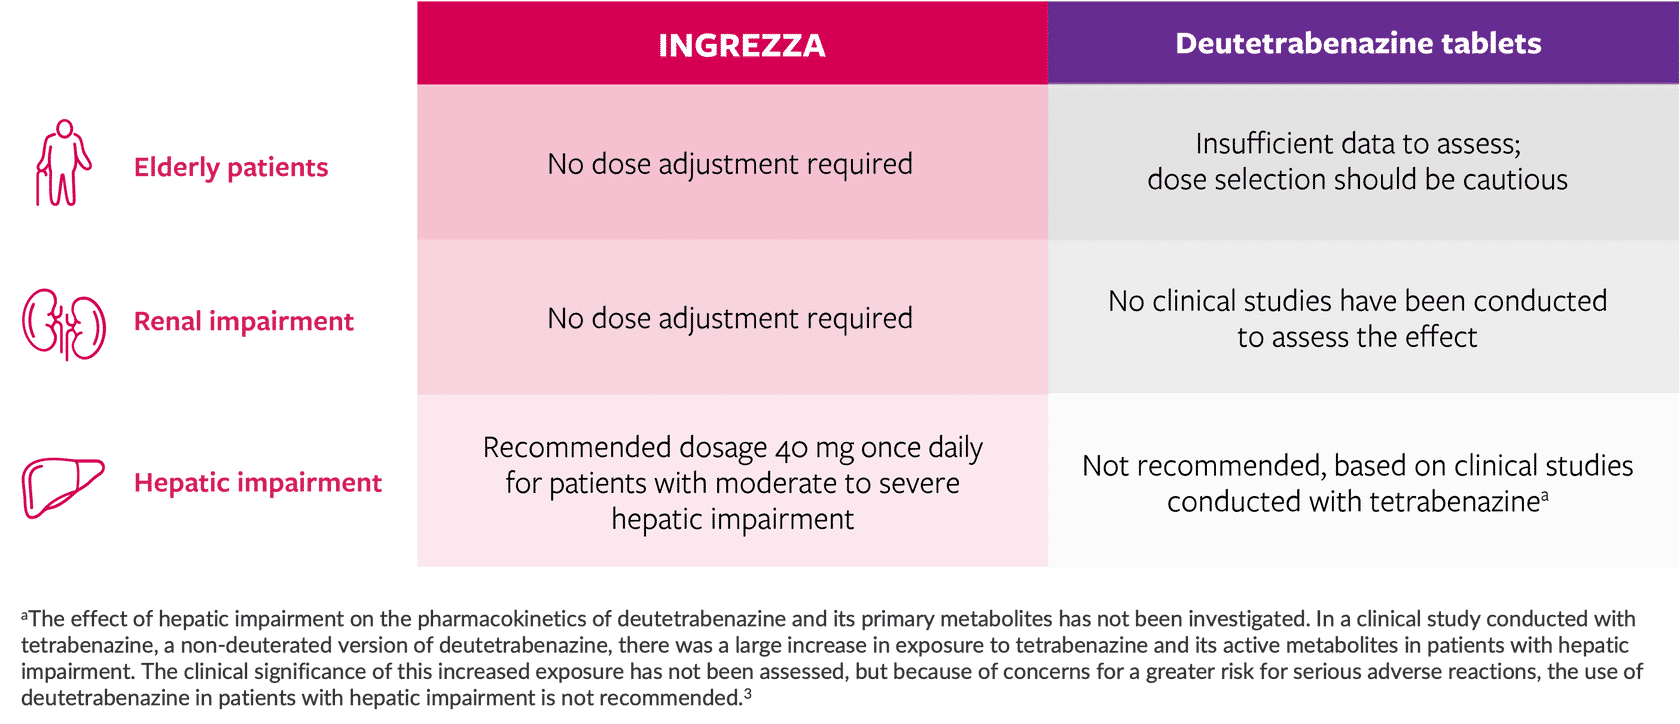 INGREZZA
Deutetrabenazine tablets
Elderly patients
No dose adjustment required
Insufficient data to assess;
dose selection should be cautious
Renal impairment
No dose adjustment required
No clinical studies have been conducted
to assess the effect
Hepatic impairment
Recommended dosage 40 mg once daily
for patients with moderate to severe
hepatic impairment
Not recommended, based on clinical studies
conducted with tetrabenazineᵃ
ᵃThe effect of hepatic impairment on the pharmacokinetics of deutetrabenazine and its primary metabolites has not been investigated. In a clinical study conducted with
tetrabenazine, a non-deuterated version of deutetrabenazine, there was a large increase in exposure to tetrabenazine and its active metabolites in patients with hepatic
impairment. The clinical significance of this increased exposure has not been assessed, but because of concerns for a greater risk for serious adverse reactions, the use of
deutetrabenazine in patients with hepatic impairment is not recommended.³